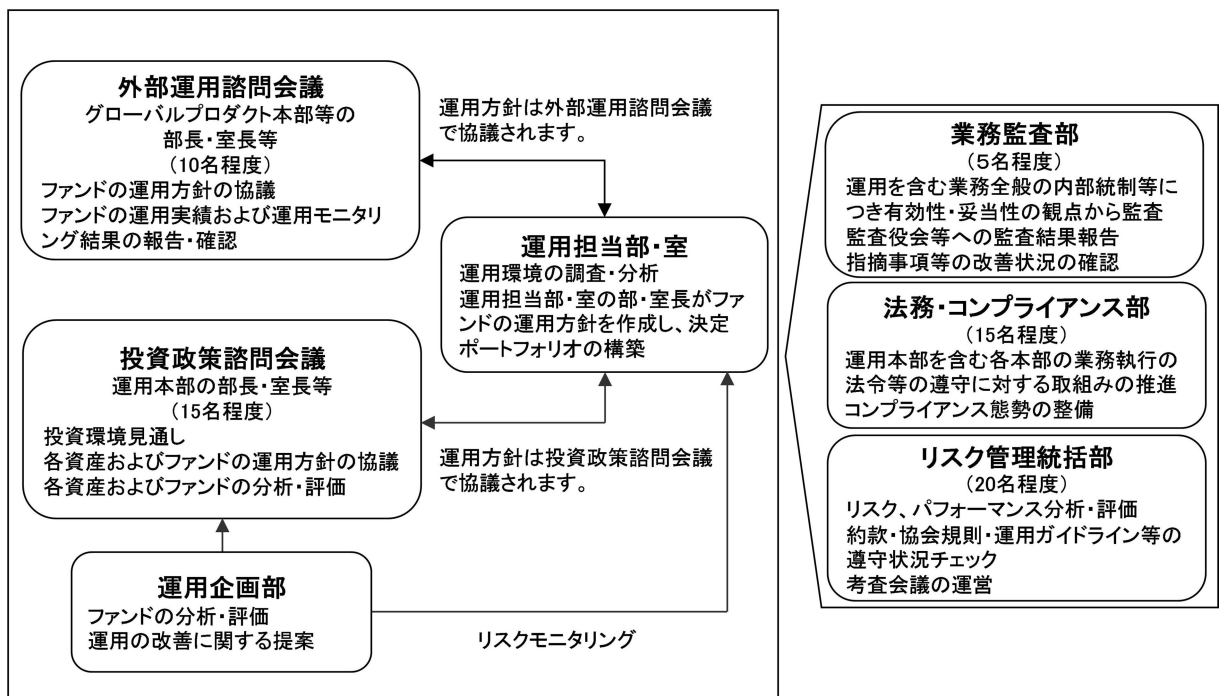 外部運用諮問会議
グローバルプロダクト本部等の
部長・室長等
(10名程度)
ファンドの運用方針の協議
ファンドの運用実績および運用モニタリ
ング結果の報告・確認
運用方針は外部運用諮問会議
で協議されます。
運用担当部・室
運用環境の調査・分析
運用担当部・室の部・室長がファ
ンドの運用方針を作成し、決定
ポートフォリオの構築
投資政策諮問会議
運用本部の部長・室長等
(15名程度)
投資環境見通し
各資産およびファンドの運用方針の協議
各資産およびファンドの分析・評価
運用方針は投資政策諮問会議
で協議されます。
運用企画部
ファンドの分析・評価
運用の改善に関する提案
リスクモニタリング
業務監査部
(5名程度)
運用を含む業務全般の内部統制等に
つき有効性・妥当性の観点から監査
監査役会等への監査結果報告
指摘事項等の改善状況の確認
法務・コンプライアンス部
(15名程度)
運用本部を含む各本部の業務執行の
法令等の遵守に対する取組みの推進
コンプライアンス態勢の整備
リスク管理統括部
(20名程度)
リスク、パフォーマンス分析・評価
約款・協会規則・運用ガイドライン等の
遵守状況チェック
考査会議の運営